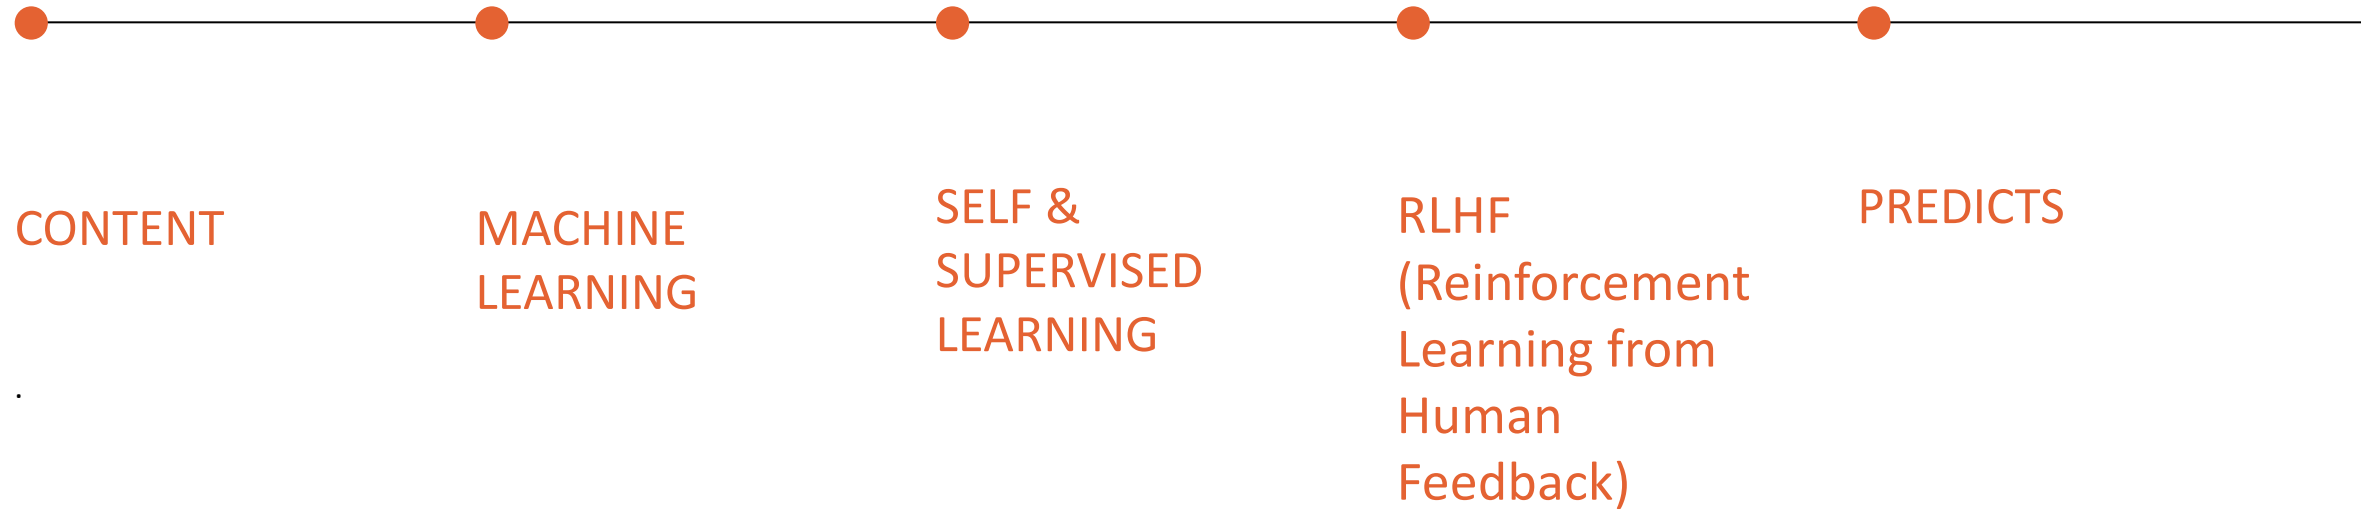 CONTENT
.
MACHINE
LEARNING
SELF &
SUPERVISED
LEARNING
RLHF
(Reinforcement
Learning from
Human
Feedback)
PREDICTS